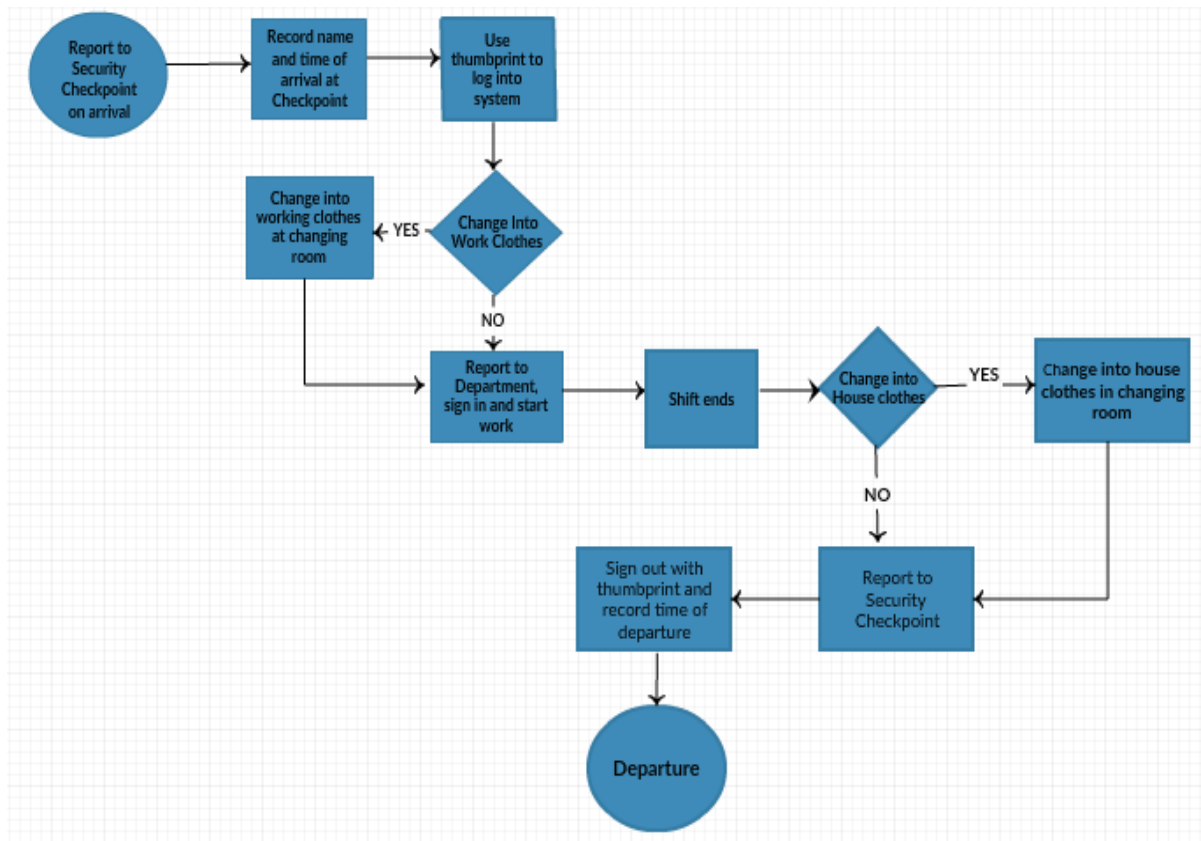 Report to
Security
Checkpoint
on arrival
Record name
and time of
arrival at
Checkpoint
Use
thumbprint to
log into
system
Change Into
Work Clothes
YES
Change into
working clothes
at changing
room
NO
Report to
Department,
sign in and start
work
Shift ends
Change into
House clothes
YES
Change into house
clothes in changing
room
NO
Report to
Security
Checkpoint
Sign out with
thumbprint and
record time of
departure
Departure